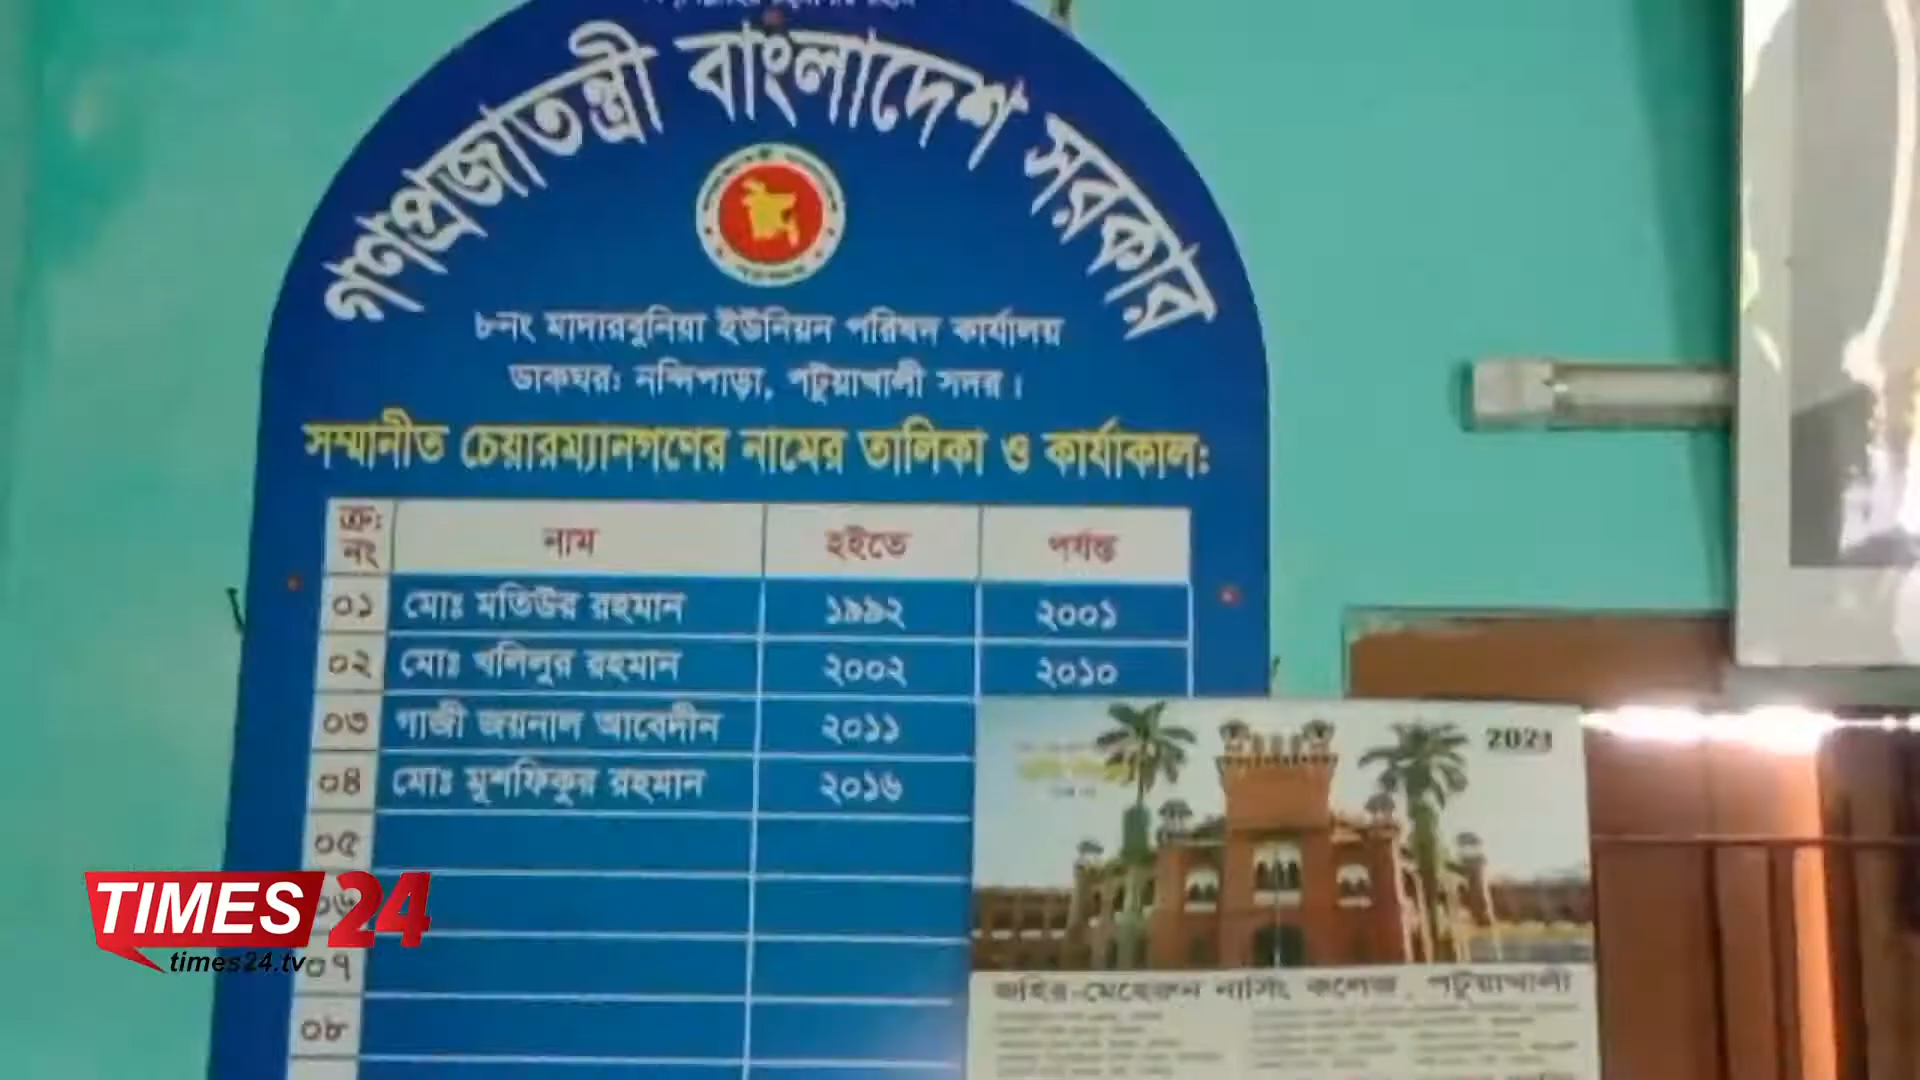 গণপ্রজাতন্ত্রী বাংলাদেশ সরকার
৮নং মাদারবুনিয়া ইউনিয়ন পরিষদ কার্যালয়
ডাকঘর: নন্দিপাড়া, পটুয়াখালী সদর।
সম্মানীত চেয়ারম্যানগণের নামের তালিকা ও কার্যাকাল:
ক্র: নং নাম হইতে পর্যন্ত
০১ মোঃ মতিউর রহমান ১৯৯২ ২০০১
০২ মোঃ খলিলুর রহমান ২০০২ ২০১০
০৩ গাজী জয়নাল আবেদীন ২০১১
০৪ মোঃ মূশফিকুর রহমান ২০১৬
০৫
০৬
০৭
০৮
2021
জহির-মেহেরুন নার্সিং কলেজ, পটুয়াখালী
TIMES 24
times24.tv